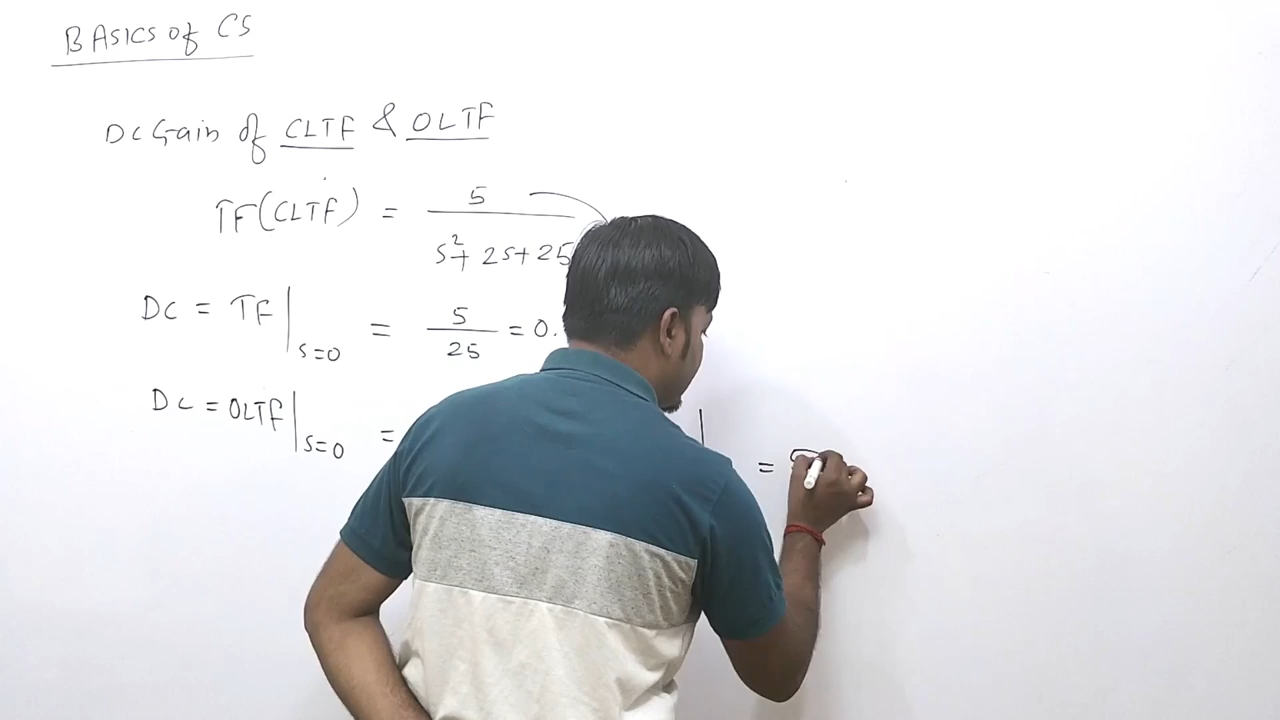 BASICS of CS
DC Gain of CLTF & OLTF
TF(CLTF) = 5 / s²+2s+25
DC = TF|s=0 = 5/25 = 0.
DC = OLTF|s=0 =
=